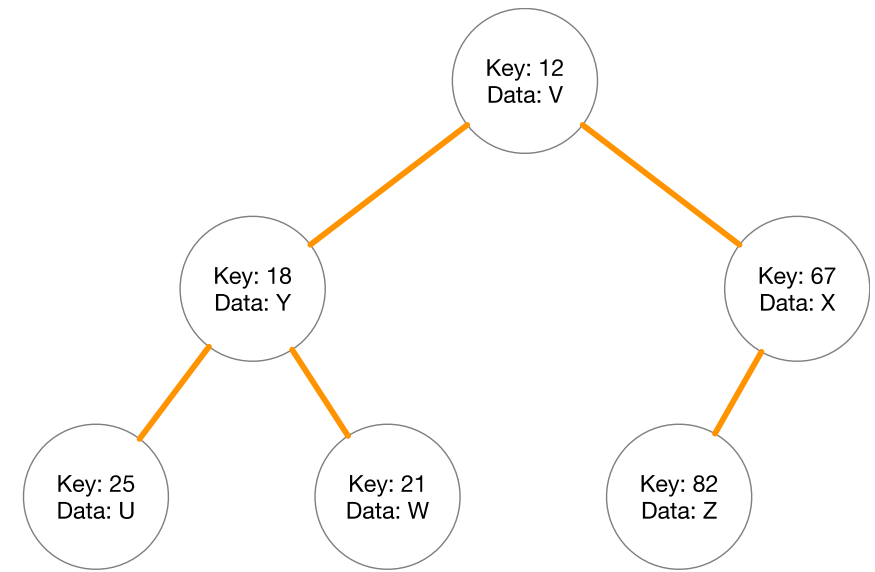 Key: 12
Data: V
Key: 18
Data: Y
Key: 67
Data: X
Key: 25
Data: U
Key: 21
Data: W
Key: 82
Data: Z